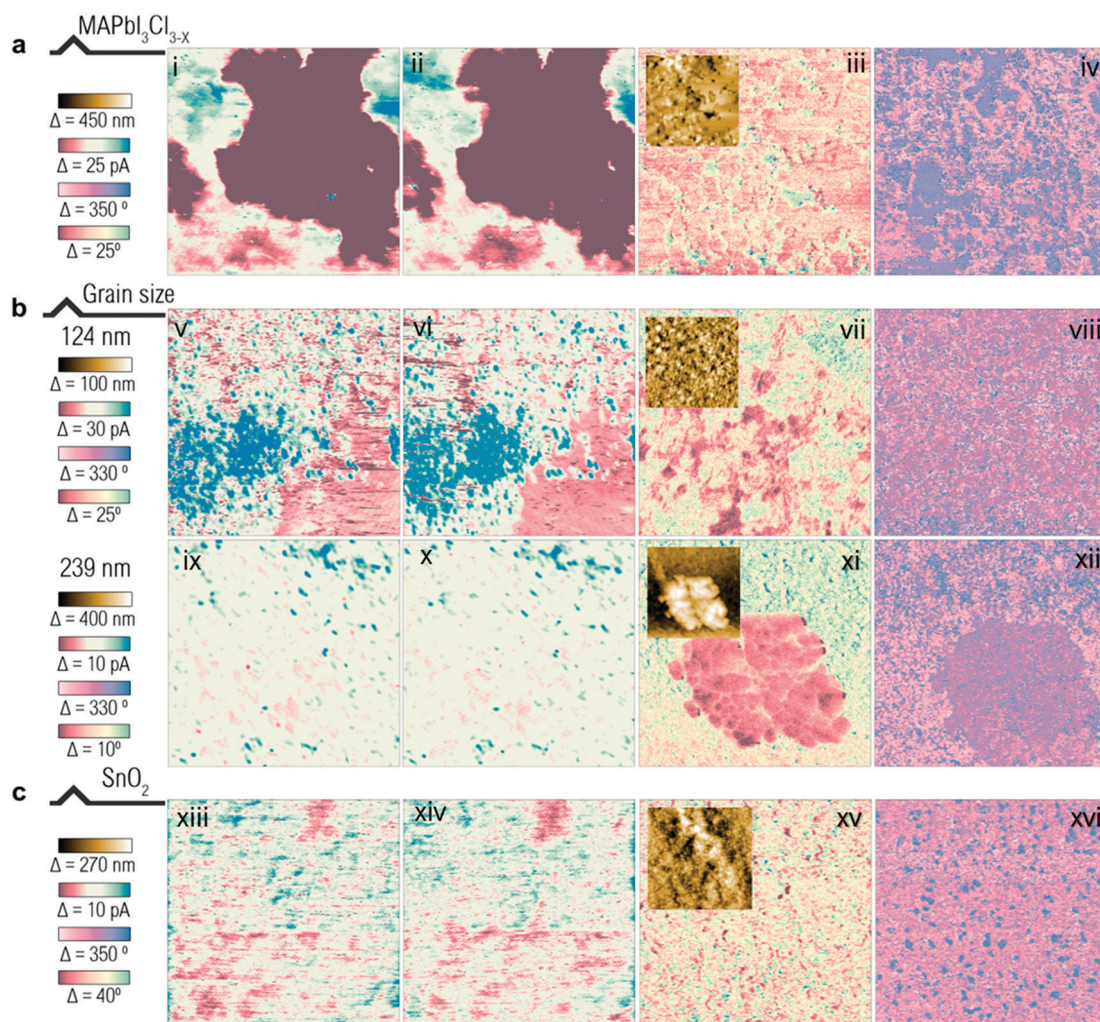 a
MAPbI₃Cl₃₋ₓ
Δ = 450 nm
Δ = 25 pA
Δ = 350 º
Δ = 25º
i
ii
iii
iv
b
Grain size
124 nm
Δ = 100 nm
Δ = 30 pA
Δ = 330 º
Δ = 25º
v
vi
vii
viii
239 nm
Δ = 400 nm
Δ = 10 pA
Δ = 330 º
Δ = 10º
ix
x
xi
xii
c
SnO₂
Δ = 270 nm
Δ = 10 pA
Δ = 350 º
Δ = 40º
xiii
xiv
xv
xvi